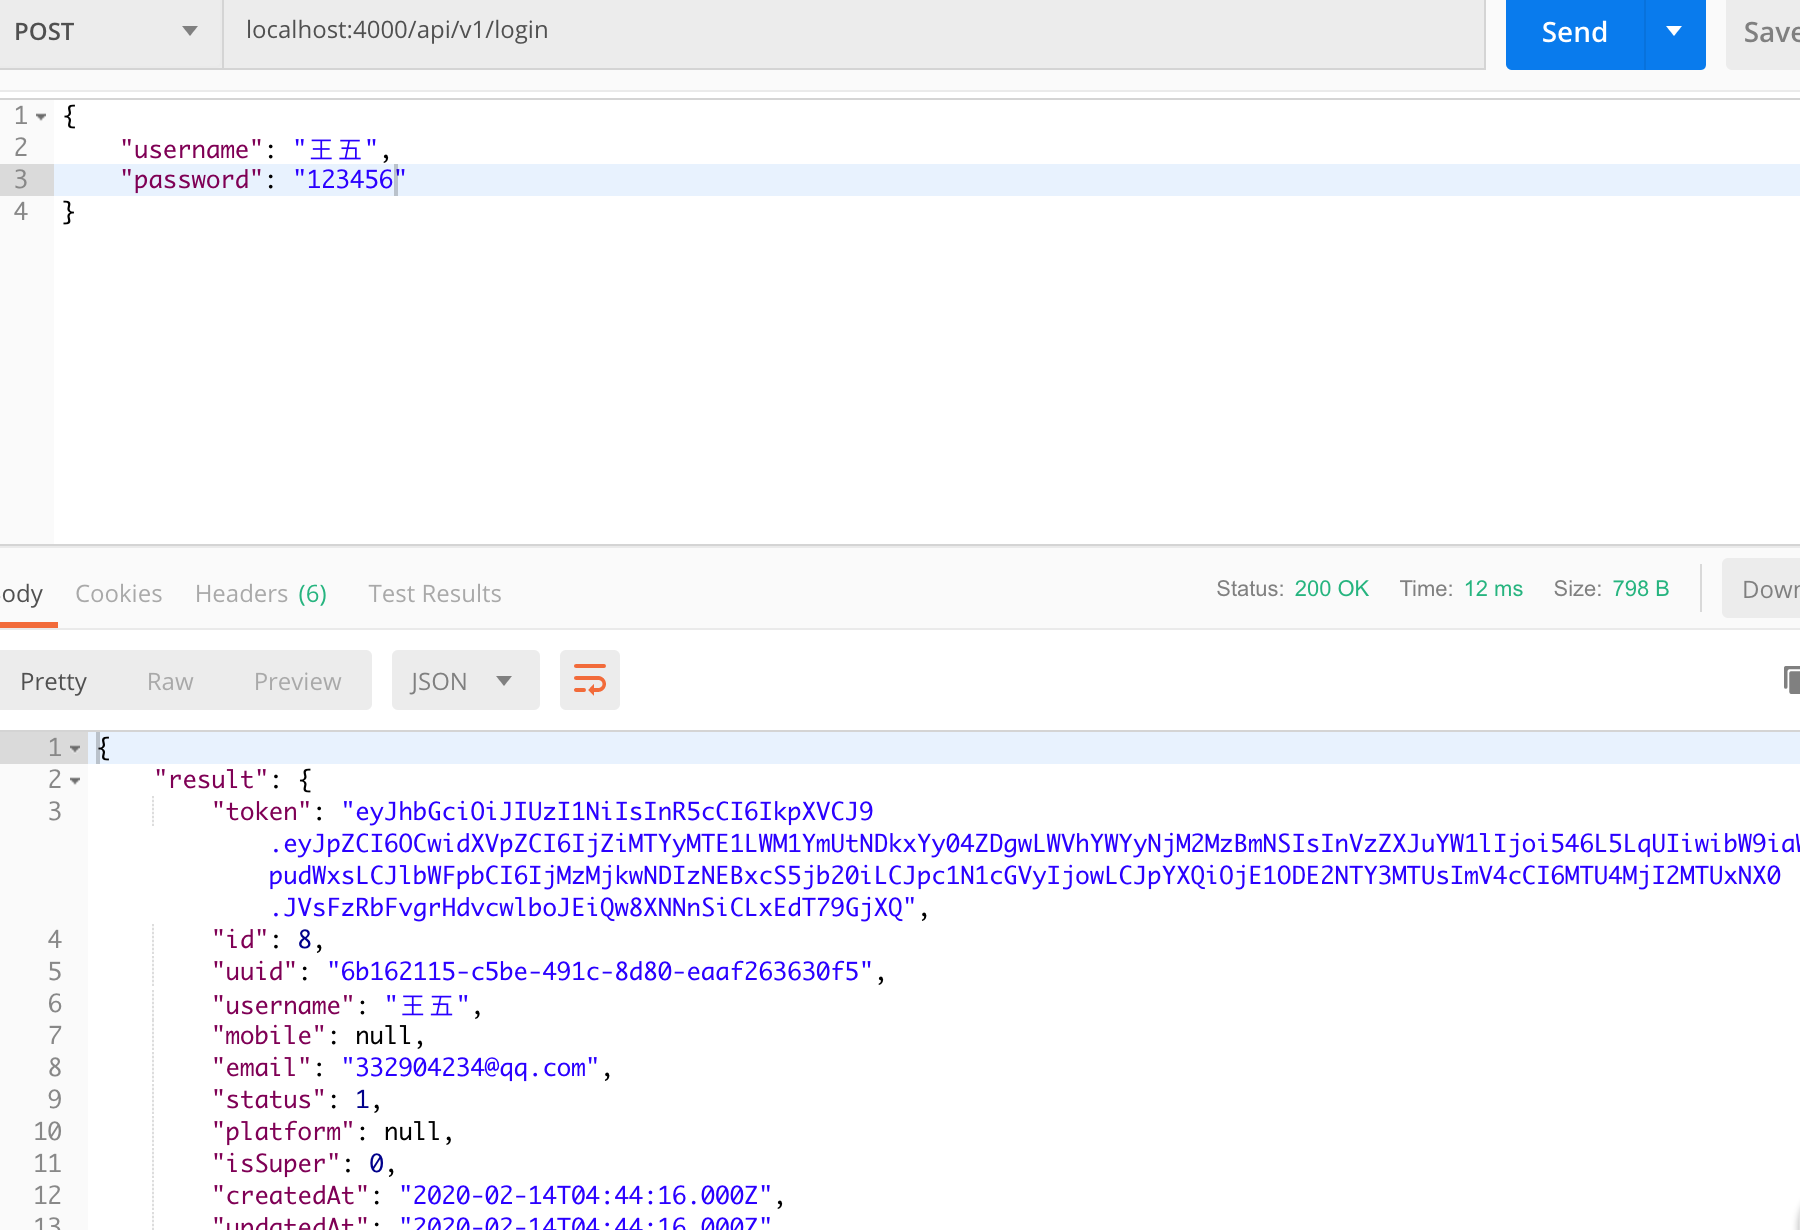 POST localhost:4000/api/v1/login Send Save
1 {
2 "username": "王五",
3 "password": "123456"
4 }
ody Cookies Headers (6) Test Results Status: 200 OK Time: 12 ms Size: 798 B Down
Pretty Raw Preview JSON
1 {
2 "result": {
3 "token": "eyJhbGciOiJIUzI1NiIsInR5cCI6IkpXVCJ9
.eyJpZCI6OCwidXVpZCI6IjZiMTYyMTE1LWM1YmUtNDkxYy04ZDgwLWVhYWYyNjM2MzBmNSIsInVzZXJuYW1lIjoi546L5LqUIiwibW9iaW
pudWxsLCJlbWFpbCI6IjMzMjkwNDIzNEBxcS5jb20iLCJpc1N1cGVyIjowLCJpYXQiOjE1ODE2NTY3MTUsImV4cCI6MTU4MjI2MTUxNX0
.JVsFzRbFvgrHdvcwlboJEiQw8XNNnSiCLxEdT79GjXQ",
4 "id": 8,
5 "uuid": "6b162115-c5be-491c-8d80-eaaf263630f5",
6 "username": "王五",
7 "mobile": null,
8 "email": "332904234@qq.com",
9 "status": 1,
10 "platform": null,
11 "isSuper": 0,
12 "createdAt": "2020-02-14T04:44:16.000Z",
13 "updatedAt": "2020-02-14T04:44:16.000Z"